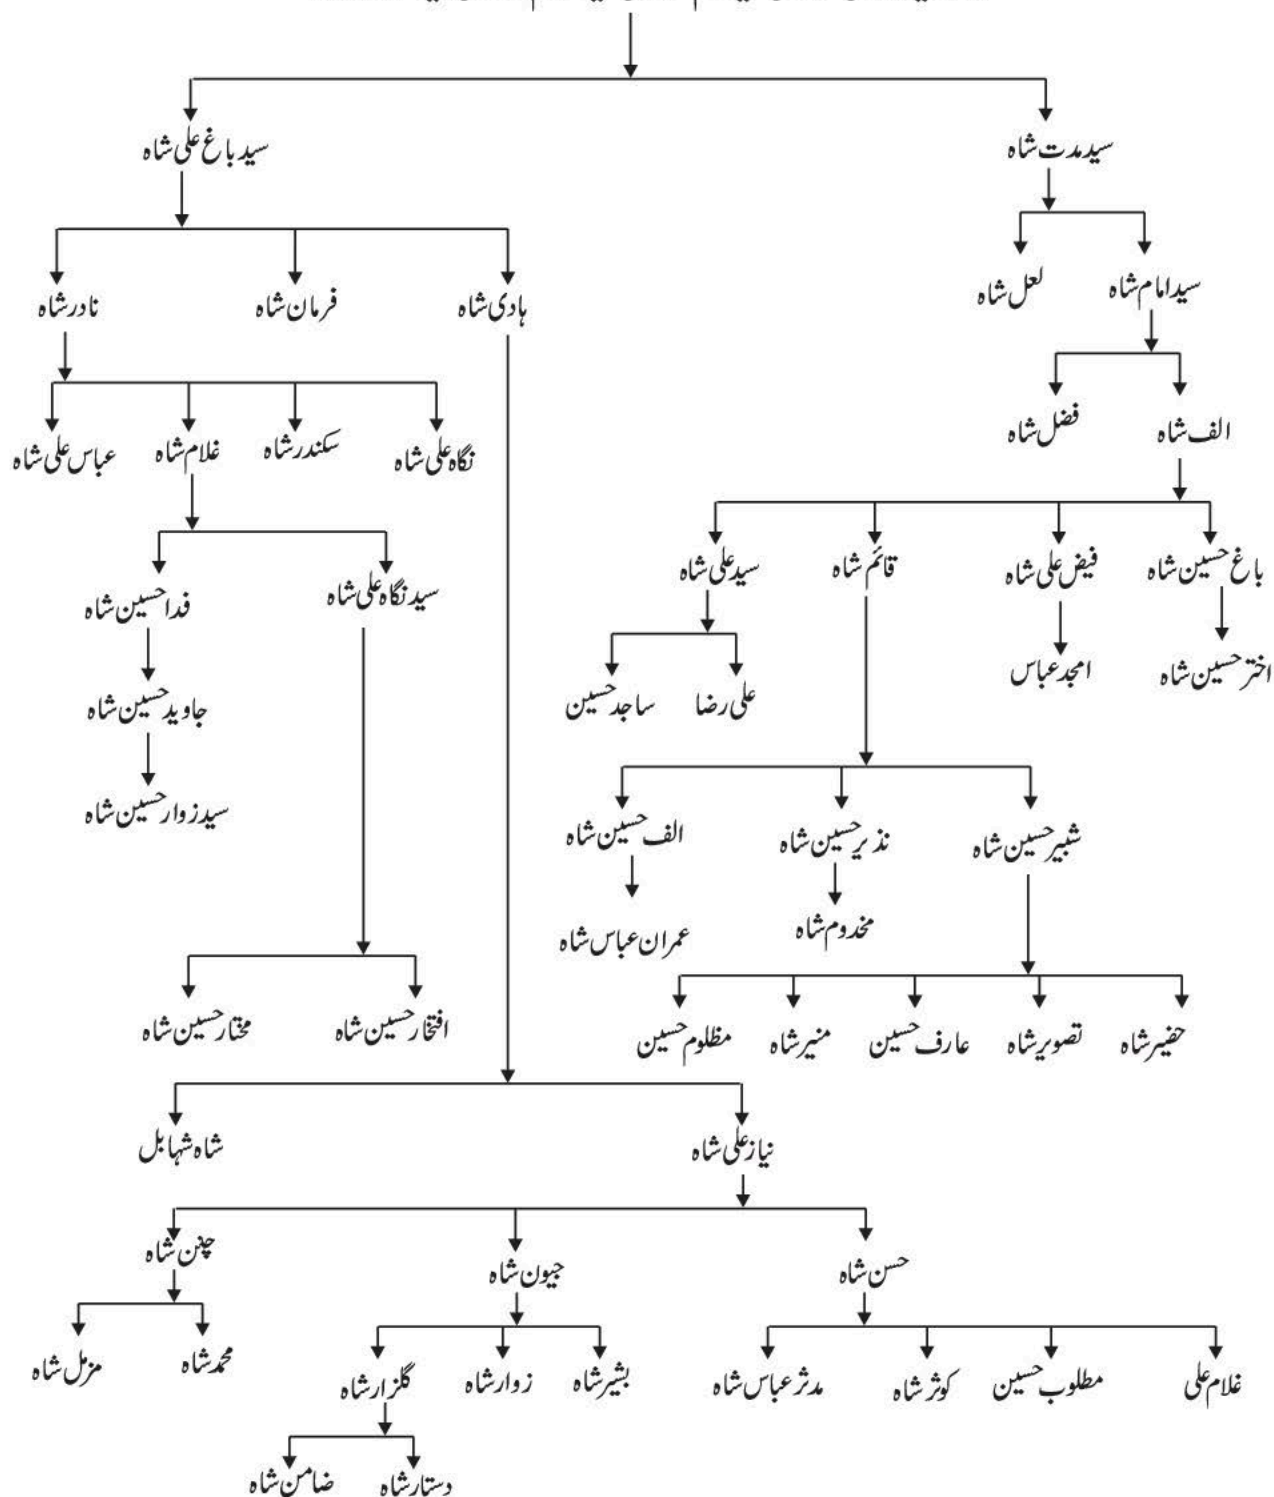 سید مدت شاہ
سید باغ علی شاہ
سید امام شاہ
لعل شاہ
ہادی شاہ
فرمان شاہ
نادر شاہ
الف شاہ
فضل شاہ
نگاہ علی شاہ
سکندر شاہ
غلام شاہ
عباس علی شاہ
باغ حسین شاہ
فیض علی شاہ
قائم شاہ
سید علی شاہ
سید نگاہ علی شاہ
فدا حسین شاہ
اختر حسین شاہ
امجد عباس
علی رضا
ساجد حسین
جاوید حسین شاہ
سید زوار حسین شاہ
شبیر حسین شاہ
نذیر حسین شاہ
الف حسین شاہ
مخدوم شاہ
عمران عباس شاہ
افتخار حسین شاہ
مختار حسین شاہ
حضیر شاہ
تصویر شاہ
عارف حسین
منیر شاہ
مظلوم حسین
نیاز علی شاہ
شاہ شہابل
حسن شاہ
جیون شاہ
چنن شاہ
غلام علی
مطلوب حسین
کوثر شاہ
مدثر عباس شاہ
بشیر شاہ
زوار شاہ
گلزار شاہ
محمد شاہ
مزمل شاہ
دستار شاہ
ضامن شاہ